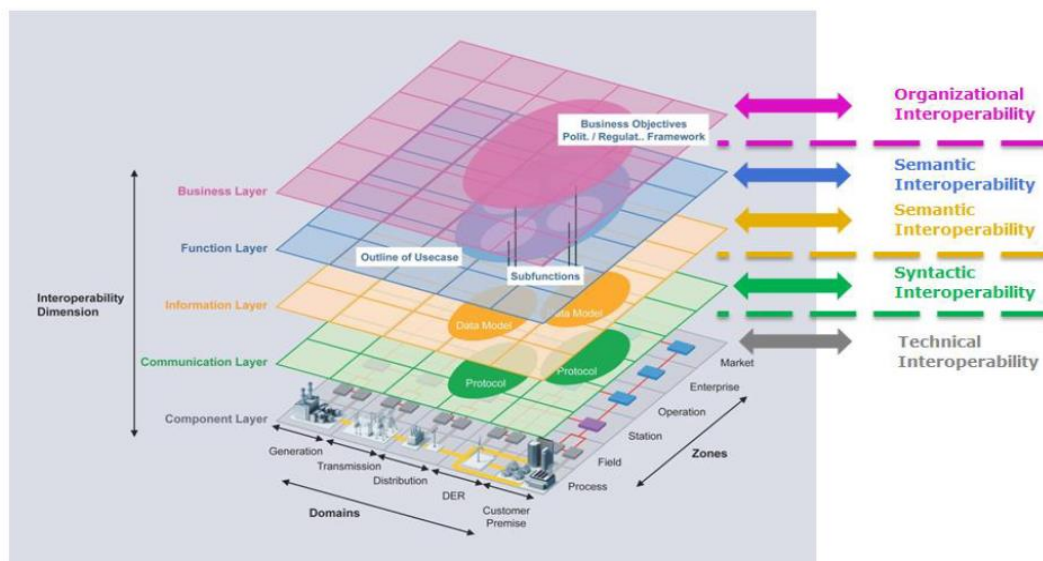 Business Objectives
Polit. / Regulat.. Framework
Business Layer
Function Layer
Outline of Usecase
Subfunctions
Interoperability
Dimension
Information Layer
Data Model
Data Model
Communication Layer
Protocol
Protocol
Component Layer
Generation
Transmission
Distribution
DER
Customer
Premise
Domains
Process
Field
Station
Operation
Enterprise
Market
Zones
Organizational
Interoperability
Semantic
Interoperability
Semantic
Interoperability
Syntactic
Interoperability
Technical
Interoperability